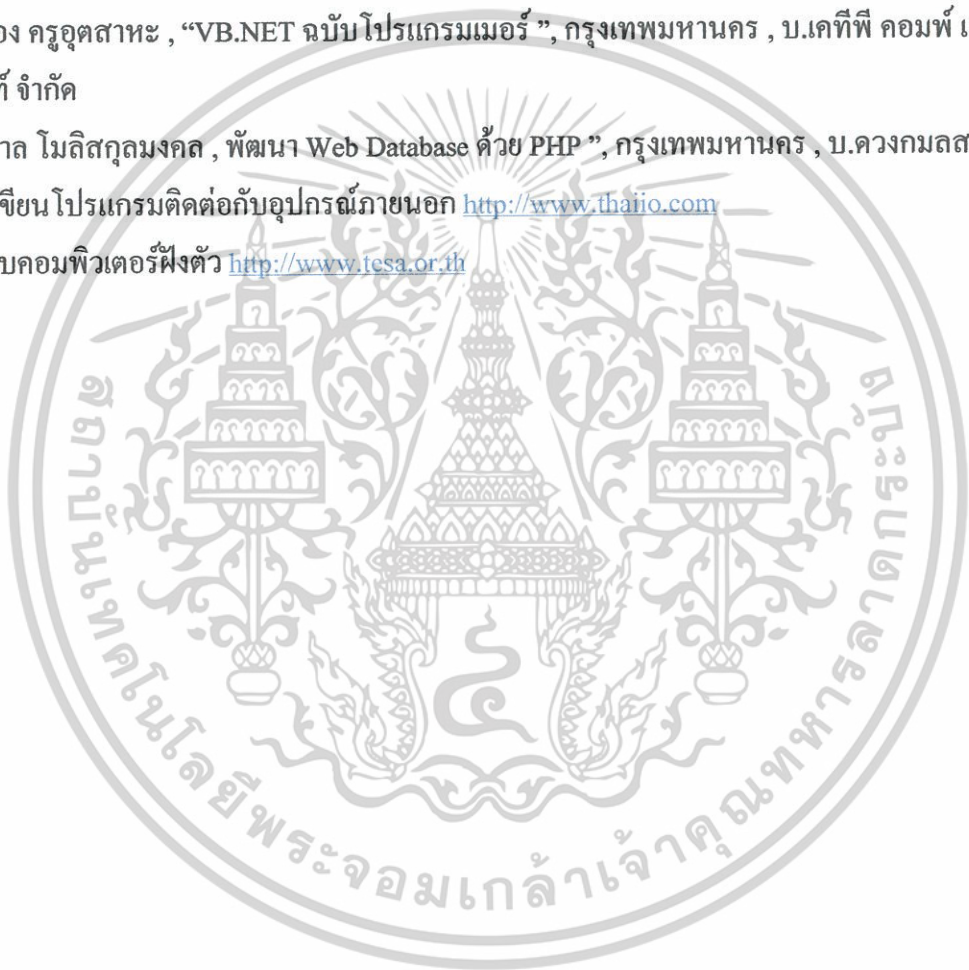 อง ครูอุตสาหะ , “VB.NET ฉบับโปรแกรมเมอร์ ”, กรุงเทพมหานคร , บ.เคทีพี คอมพ์ เ
ท์ จำกัด
าล โมลิสกุลมงคล , พัฒนา Web Database ด้วย PHP ”, กรุงเทพมหานคร , บ.ดวงกมลส
ขียนโปรแกรมติดต่อกับอุปกรณ์ภายนอก http://www.thaiio.com
บคอมพิวเตอร์ฝังตัว http://www.tesa.or.th
สถาบันเทคโนโลยีพระจอมเกล้าเจ้าคุณทหารลาดกระบัง